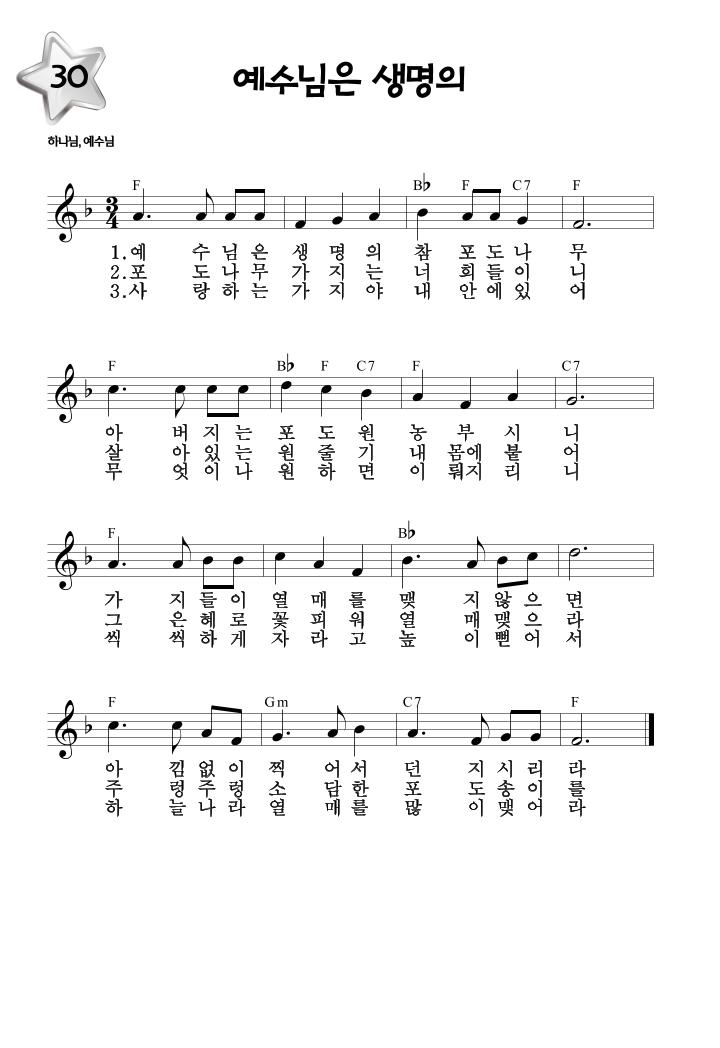 30
예수님은 생명의
하나님, 예수님
F B♭ F C7 F
3
4
1.예 수 님 은 생 명 의 참 포 도 나 무
2.포 도 나 무 가 지 는 너 희 들 이 니
3.사 랑 하 는 가 지 야 내 안 에 있 어
F B♭ F C7 F C7
아 버 지 는 포 도 원 농 부 시 니
살 아 있 는 원 줄 기 내 몸에 붙 어
무 엇 이 나 원 하 면 이 뤄지 리 니
F B♭
가 지 들 이 열 매 를 맺 지 않 으 면
그 은 혜 로 꽃 피 워 열 매 맺 으 라
씩 씩 하 게 자 라 고 높 이 뻗 어 서
F Gm C7 F
아 낌 없 이 찍 어 서 던 지 시 리 라
주 렁 주 렁 소 담 한 포 도 송 이 를
하 늘 나 라 열 매 를 많 이 맺 어 라